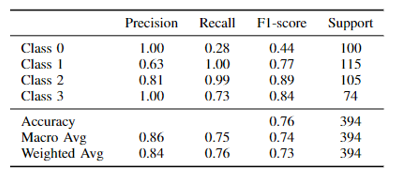 Precision Recall F1-score Support
Class 0 1.00 0.28 0.44 100
Class 1 0.63 1.00 0.77 115
Class 2 0.81 0.99 0.89 105
Class 3 1.00 0.73 0.84 74
Accuracy 0.76 394
Macro Avg 0.86 0.75 0.74 394
Weighted Avg 0.84 0.76 0.73 394